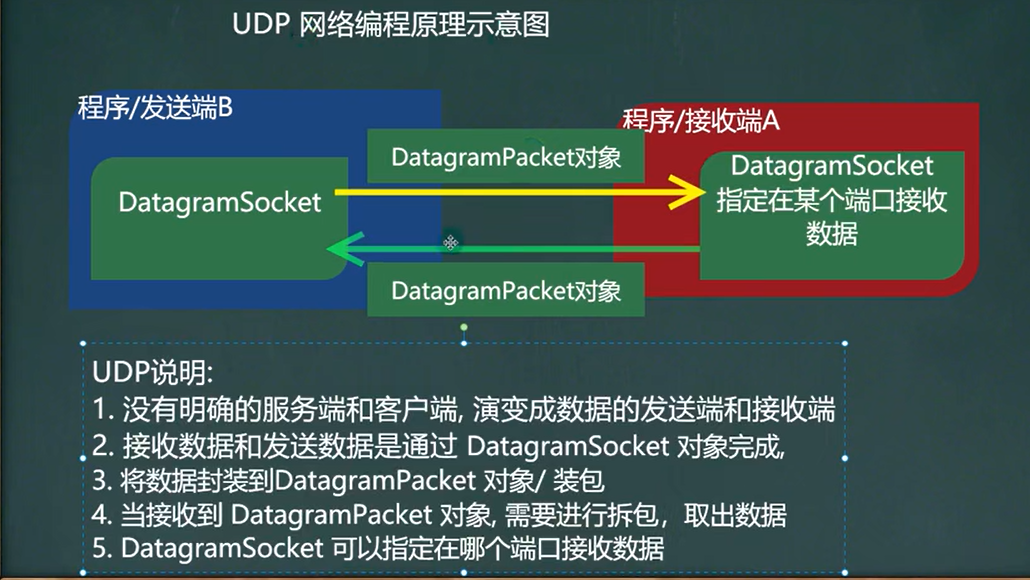 UDP 网络编程原理示意图
程序/发送端B
程序/接收端A
DatagramPacket对象
DatagramSocket
DatagramSocket
指定在某个端口接收
数据
DatagramPacket对象
UDP说明:
1. 没有明确的服务端和客户端, 演变成数据的发送端和接收端
2. 接收数据和发送数据是通过 DatagramSocket 对象完成,
3. 将数据封装到DatagramPacket 对象/ 装包
4. 当接收到 DatagramPacket 对象, 需要进行拆包，取出数据
5. DatagramSocket 可以指定在哪个端口接收数据